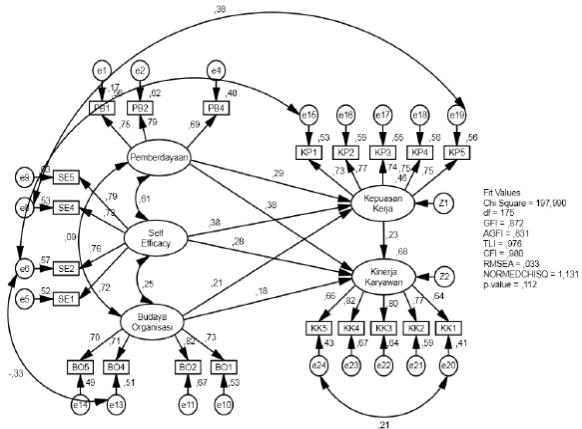 ,38
e1
e2
e4
,17
,56
,62
,48
PB1
PB2
PB4
,75
,79
,69
e15
e16
e17
e18
e19
,53
,59
,55
,56
,56
KP1
KP2
KP3
KP4
KP5
,73
,77
,74
,75
,75
,46
Pemberdayaan
,29
,38
Kepuasan
Kerja
Z1
e9
,63
SE5
e8
,53
SE4
e6
,57
SE2
e5
,52
SE1
,79
,73
,76
,72
,61
,09
Self
Efficacy
,38
,28
,25
,21
,18
,23
,68
Budaya
Organisasi
Kinerja
Karyawan
Z2
,70
,71
,82
,73
BO5
BO4
BO2
BO1
,49
,51
,67
,53
e14
e13
e11
e10
-,33
,66
,82
,80
,77
,64
KK5
KK4
KK3
KK2
KK1
,43
,67
,64
,59
,41
e24
e23
e22
e21
e20
,21
Fit Values
Chi Square = 197,990
df = 175
GFI = ,872
AGFI = ,831
TLI = ,976
CFI = ,980
RMSEA = ,033
NORMEDCHISQ = 1,131
p-value = ,112